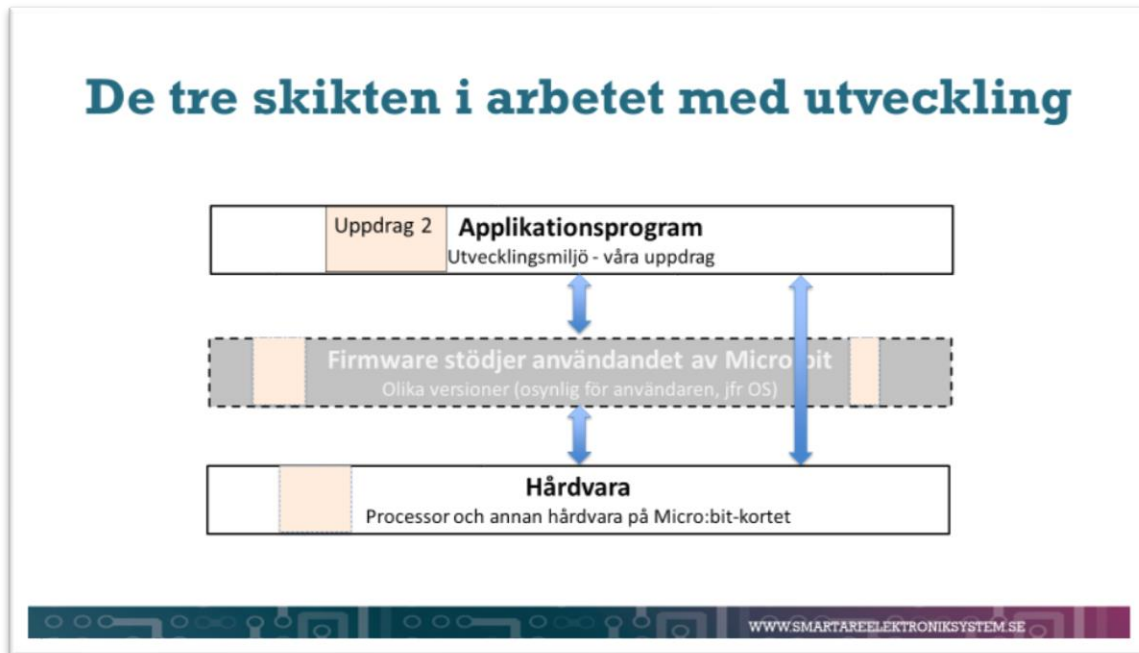 De tre skikten i arbetet med utveckling
Uppdrag 2
Applikationsprogram
Utvecklingsmiljö - våra uppdrag
Firmware stödjer användandet av Micro:bit
Olika versioner (osynlig för användaren, jfr OS)
Hårdvara
Processor och annan hårdvara på Micro:bit-kortet
WWW.SMARTAREELEKTRONIKSYSTEM.SE